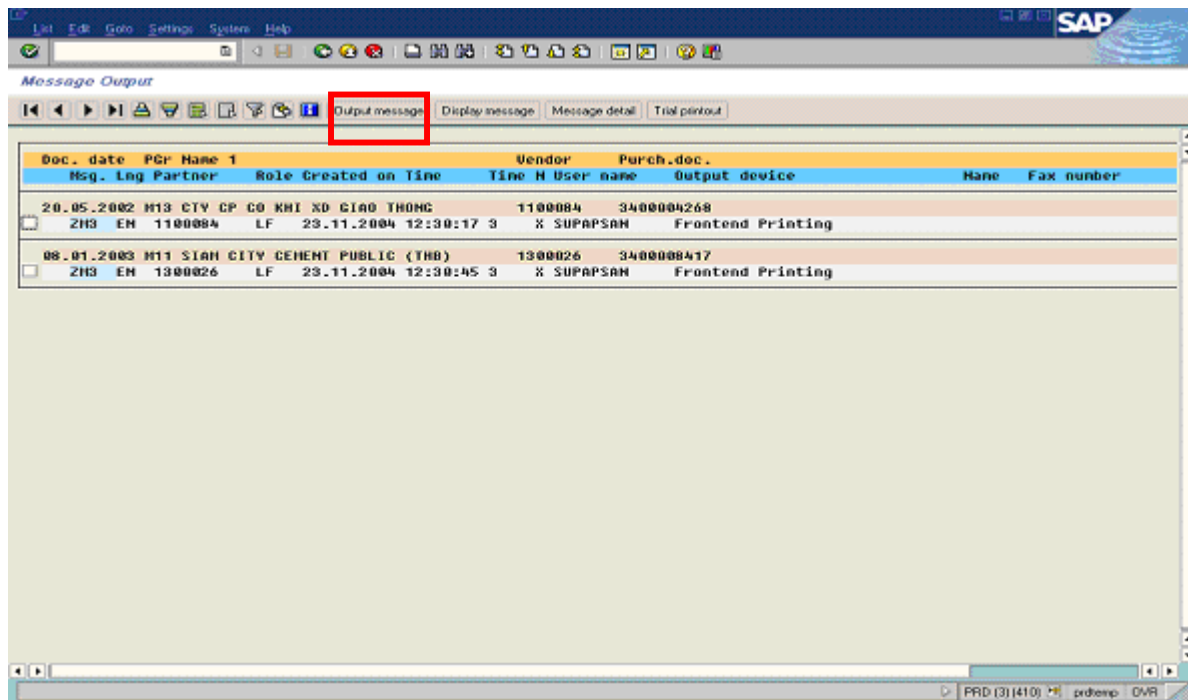 List Edit Goto Settings System Help
SAP
Message Output
Output message Display message Message detail Trial printout
Doc. date PGr Name 1 Vendor Purch.doc.
Msg. Lng Partner Role Created on Time Time N User name Output device Name Fax number
20.05.2002 M13 CTY CP CO KHI XD GIAO THONG 1100084 3400004268
ZM3 EN 1100084 LF 23.11.2004 12:30:17 3 X SUPAPSAN Frontend Printing
08.01.2003 M11 SIAM CITY CEMENT PUBLIC (THB) 1300026 3400008417
ZM3 EN 1300026 LF 23.11.2004 12:30:45 3 X SUPAPSAN Frontend Printing
PRD (3) (410) prdtemp OVR